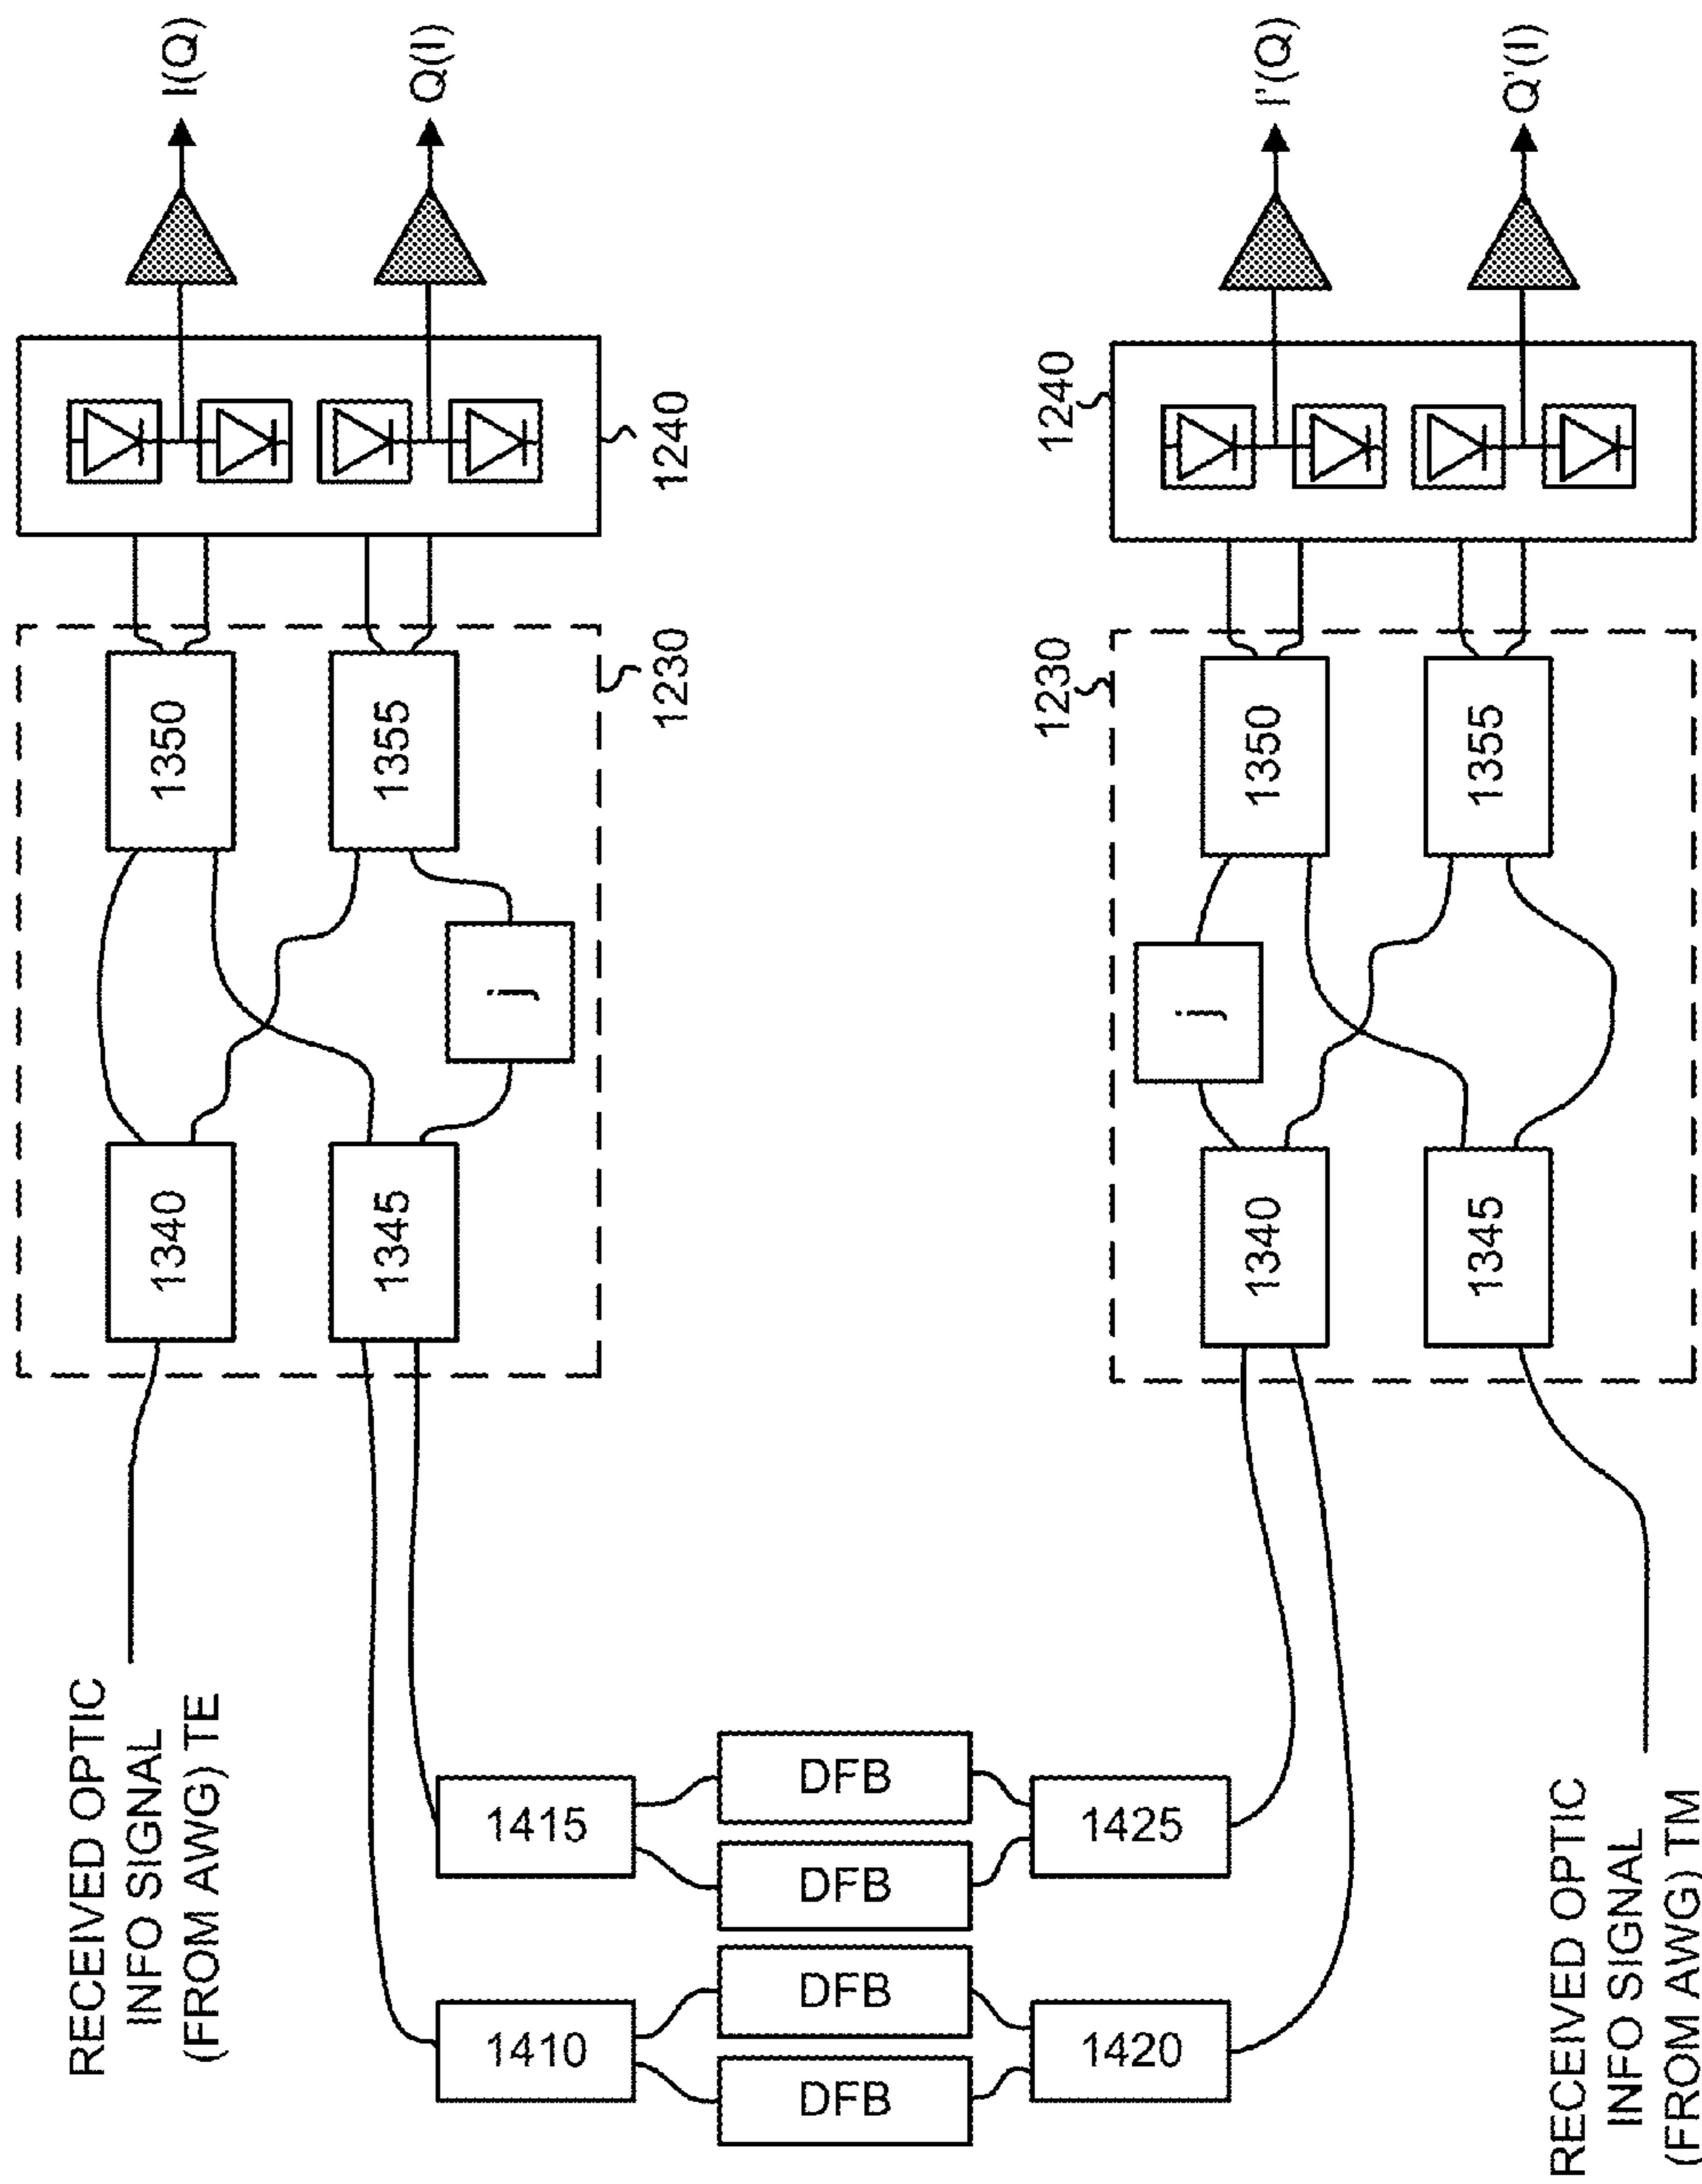 RECEIVED OPTIC
INFO SIGNAL
(FROM AWG) TE
1340
1345
j
1350
1355
1230
1240
I(Q)
Q(I)
1410
1415
DFB
DFB
DFB
DFB
1420
1425
RECEIVED OPTIC
INFO SIGNAL
(FROM AWG) TM
1340
1345
j
1350
1355
1230
1240
I'(Q)
Q'(I)